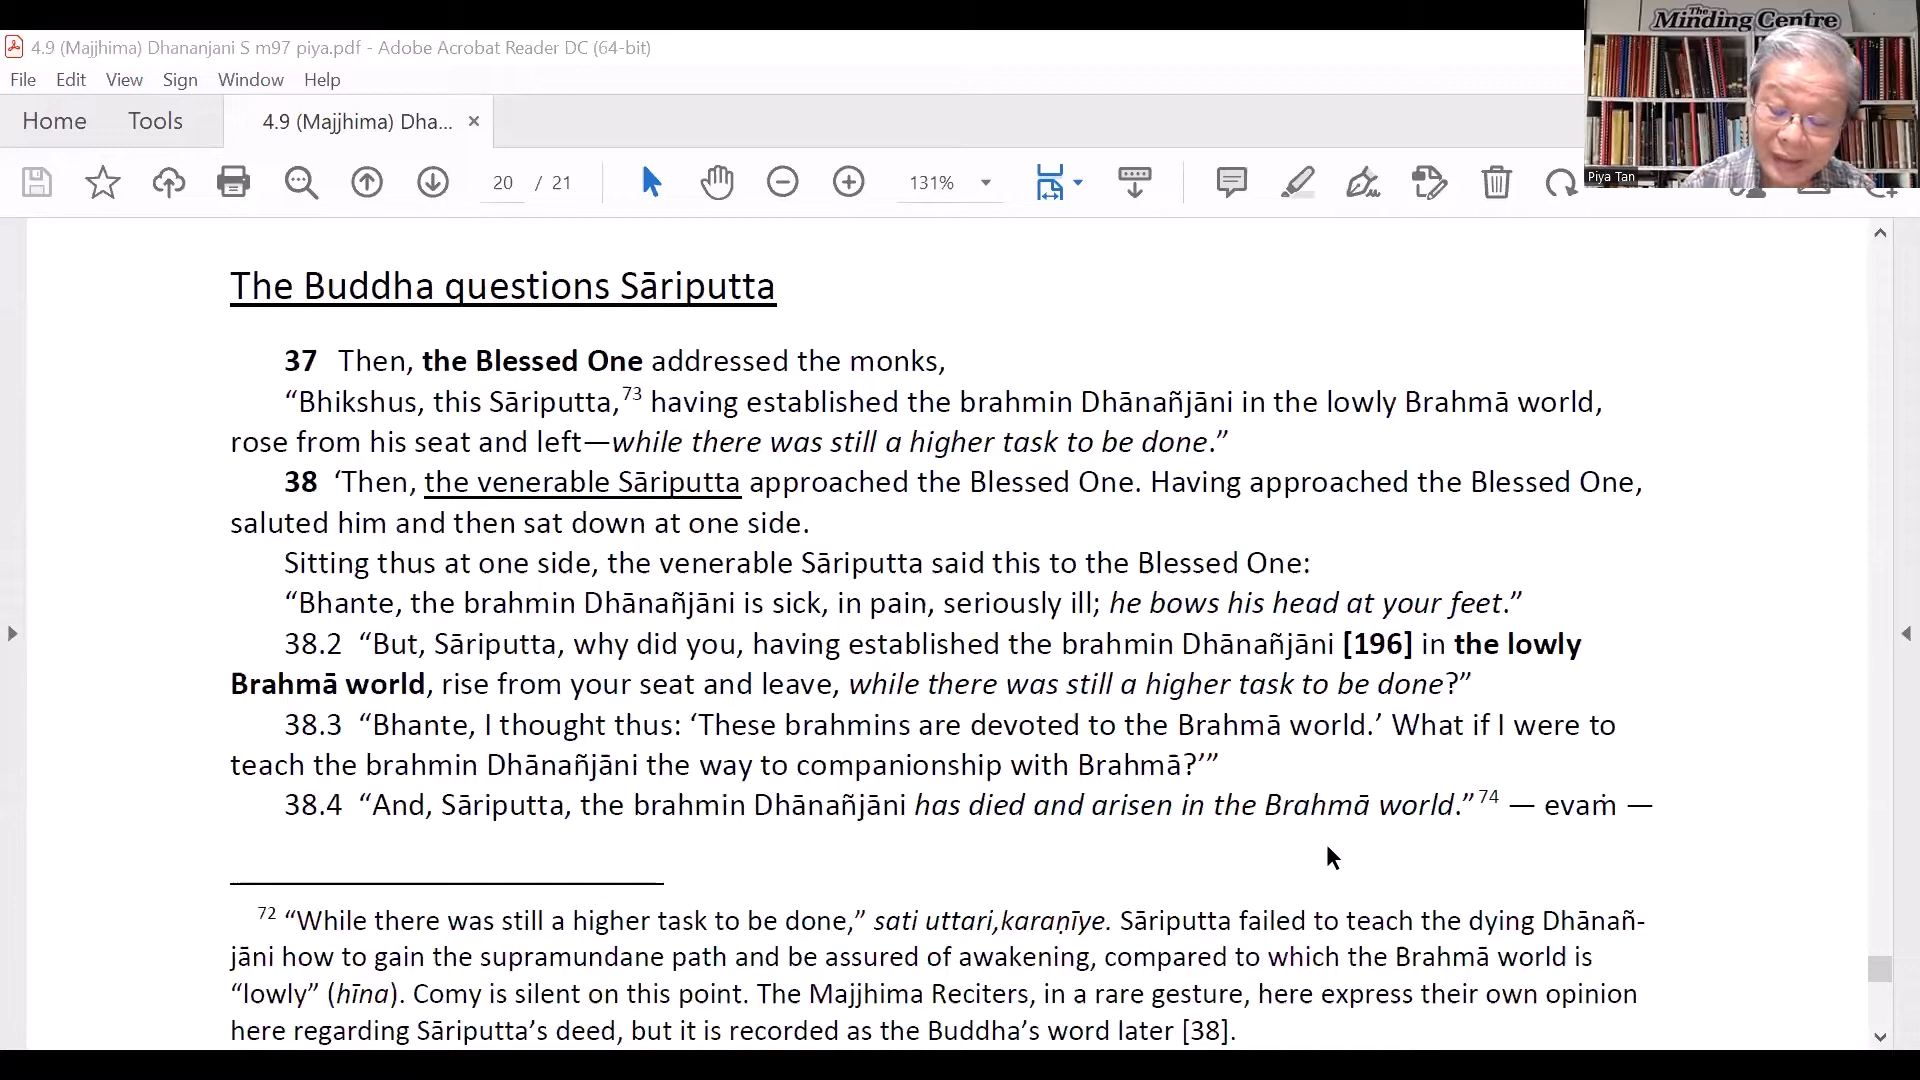 The
Minding Centre
4.9 (Majjhima) Dhananjani S m97 piya.pdf - Adobe Acrobat Reader DC (64-bit)
File Edit View Sign Window Help
Home Tools 4.9 (Majjhima) Dha... ×
20 / 21 131%
Piya Tan
The Buddha questions Sāriputta
37 Then, the Blessed One addressed the monks,
“Bhikshus, this Sāriputta,73 having established the brahmin Dhānañjāni in the lowly Brahmā world,
rose from his seat and left—while there was still a higher task to be done.”
38 ‘Then, the venerable Sāriputta approached the Blessed One. Having approached the Blessed One,
saluted him and then sat down at one side.
Sitting thus at one side, the venerable Sāriputta said this to the Blessed One:
“Bhante, the brahmin Dhānañjāni is sick, in pain, seriously ill; he bows his head at your feet.”
38.2 “But, Sāriputta, why did you, having established the brahmin Dhānañjāni [196] in the lowly
Brahmā world, rise from your seat and leave, while there was still a higher task to be done?”
38.3 “Bhante, I thought thus: ‘These brahmins are devoted to the Brahmā world.’ What if I were to
teach the brahmin Dhānañjāni the way to companionship with Brahmā?’”
38.4 “And, Sāriputta, the brahmin Dhānañjāni has died and arisen in the Brahmā world.”74 — evaṁ —
72 “While there was still a higher task to be done,” sati uttari,karaṇīye. Sāriputta failed to teach the dying Dhānañ-
jāni how to gain the supramundane path and be assured of awakening, compared to which the Brahmā world is
“lowly” (hīna). Comy is silent on this point. The Majjhima Reciters, in a rare gesture, here express their own opinion
here regarding Sāriputta’s deed, but it is recorded as the Buddha’s word later [38].